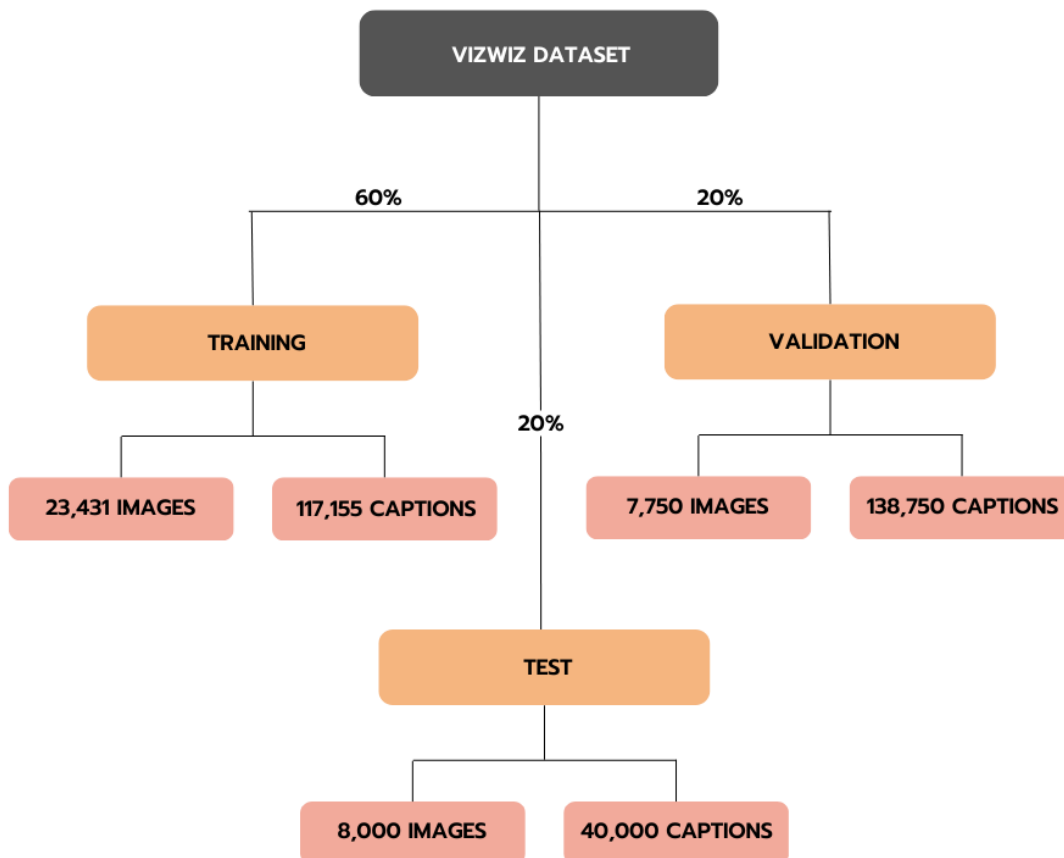 VIZWIZ DATASET
60%
20%
TRAINING
VALIDATION
20%
23,431 IMAGES
117,155 CAPTIONS
7,750 IMAGES
138,750 CAPTIONS
TEST
8,000 IMAGES
40,000 CAPTIONS